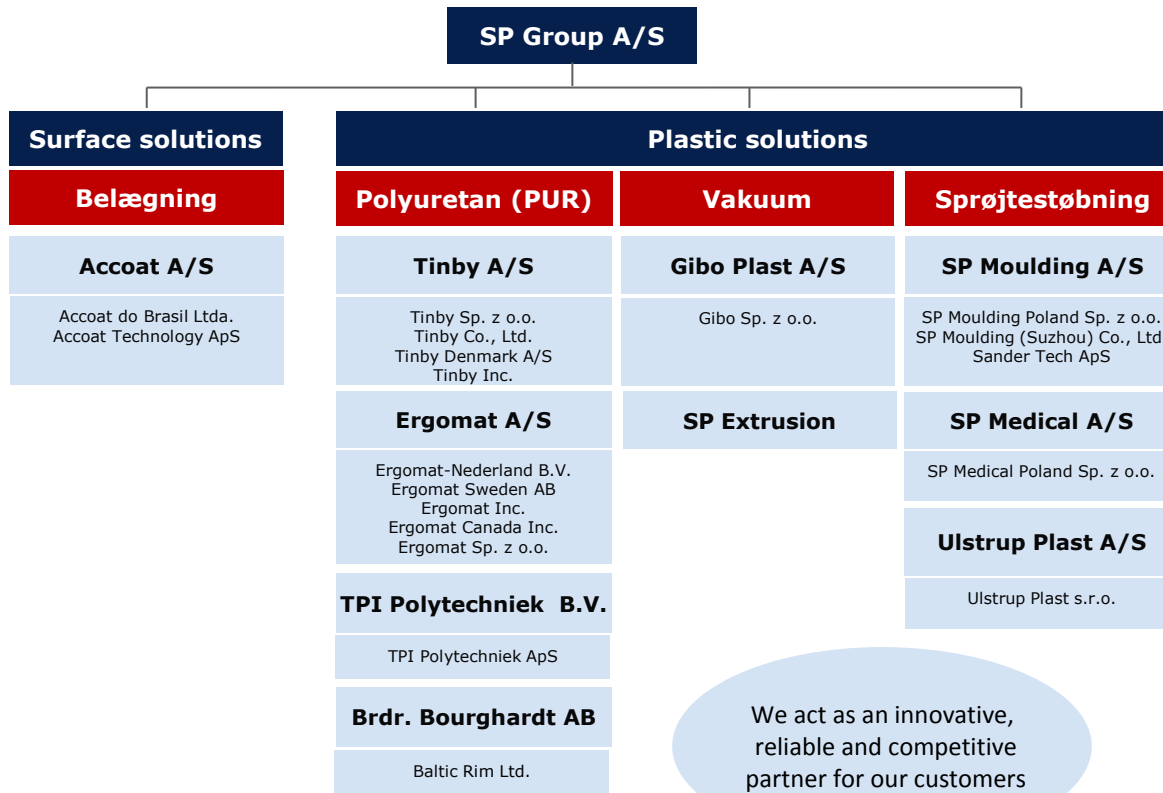 SP Group A/S
Surface solutions
Belægning
Accoat A/S
Accoat do Brasil Ltda.
Accoat Technology ApS
Plastic solutions
Polyuretan (PUR)
Tinby A/S
Tinby Sp. z o.o.
Tinby Co., Ltd.
Tinby Denmark A/S
Tinby Inc.
Ergomat A/S
Ergomat-Nederland B.V.
Ergomat Sweden AB
Ergomat Inc.
Ergomat Canada Inc.
Ergomat Sp. z o.o.
TPI Polytechniek B.V.
TPI Polytechniek ApS
Brdr. Bourghardt AB
Baltic Rim Ltd.
Vakuum
Gibo Plast A/S
Gibo Sp. z o.o.
SP Extrusion
Sprøjtestøbning
SP Moulding A/S
SP Moulding Poland Sp. z o.o.
SP Moulding (Suzhou) Co., Ltd
Sander Tech ApS
SP Medical A/S
SP Medical Poland Sp. z o.o.
Ulstrup Plast A/S
Ulstrup Plast s.r.o.
We act as an innovative,
reliable and competitive
partner for our customers